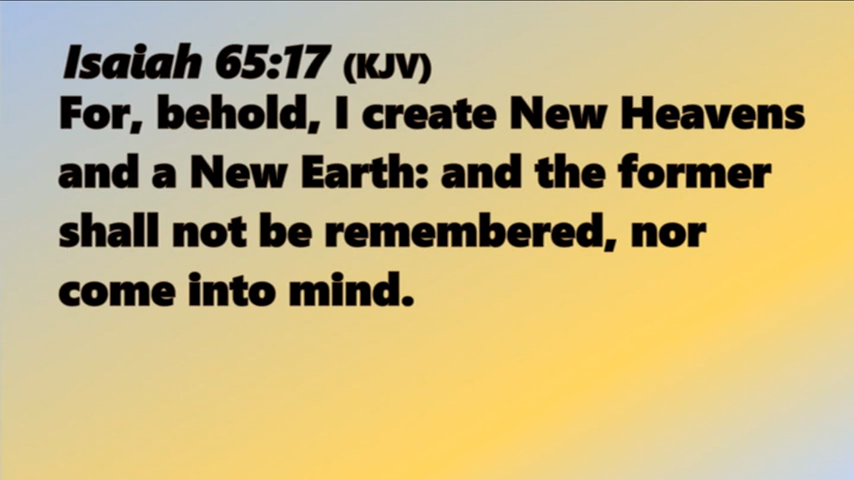 Isaiah 65:17 (KJV)
For, behold, I create New Heavens
and a New Earth: and the former
shall not be remembered, nor
come into mind.